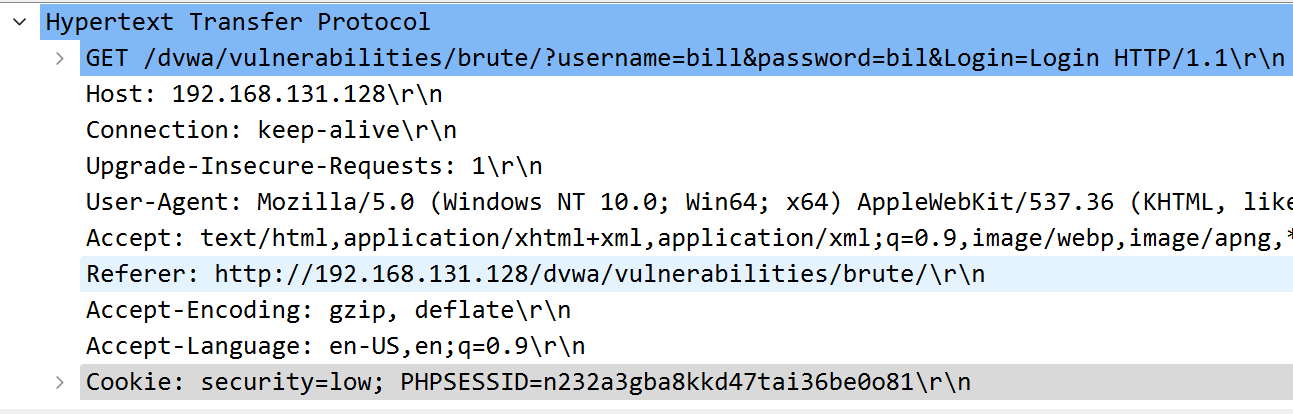 Hypertext Transfer Protocol
GET /dvwa/vulnerabilities/brute/?username=bill&password=bil&Login=Login HTTP/1.1\r\n
Host: 192.168.131.128\r\n
Connection: keep-alive\r\n
Upgrade-Insecure-Requests: 1\r\n
User-Agent: Mozilla/5.0 (Windows NT 10.0; Win64; x64) AppleWebKit/537.36 (KHTML, like
Accept: text/html,application/xhtml+xml,application/xml;q=0.9,image/webp,image/apng,*
Referer: http://192.168.131.128/dvwa/vulnerabilities/brute/\r\n
Accept-Encoding: gzip, deflate\r\n
Accept-Language: en-US,en;q=0.9\r\n
Cookie: security=low; PHPSESSID=n232a3gba8kkd47tai36be0o81\r\n